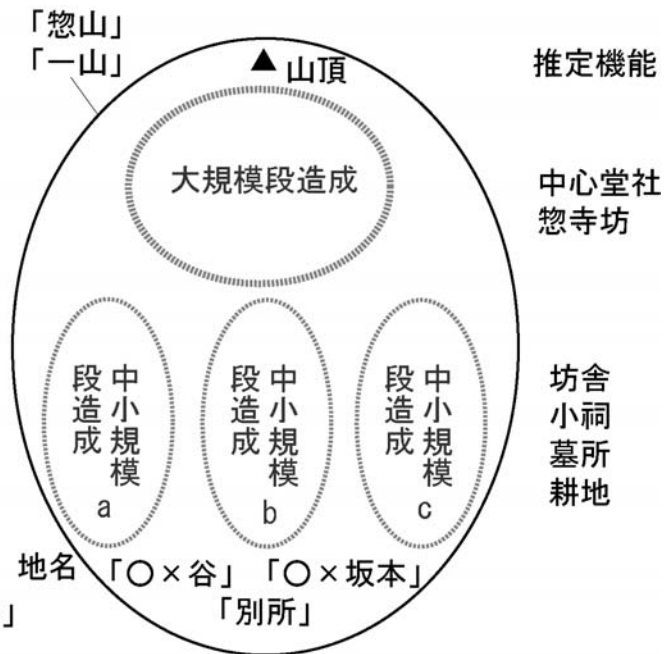 「惣山」
「一山」
▲山頂
推定機能
大規模段造成
中心堂社
惣寺坊
中小規模
段造成
a
中小規模
段造成
b
中小規模
段造成
c
坊舎
小祠
墓所
耕地
地名 「〇×谷」 「〇×坂本」
」 「別所」